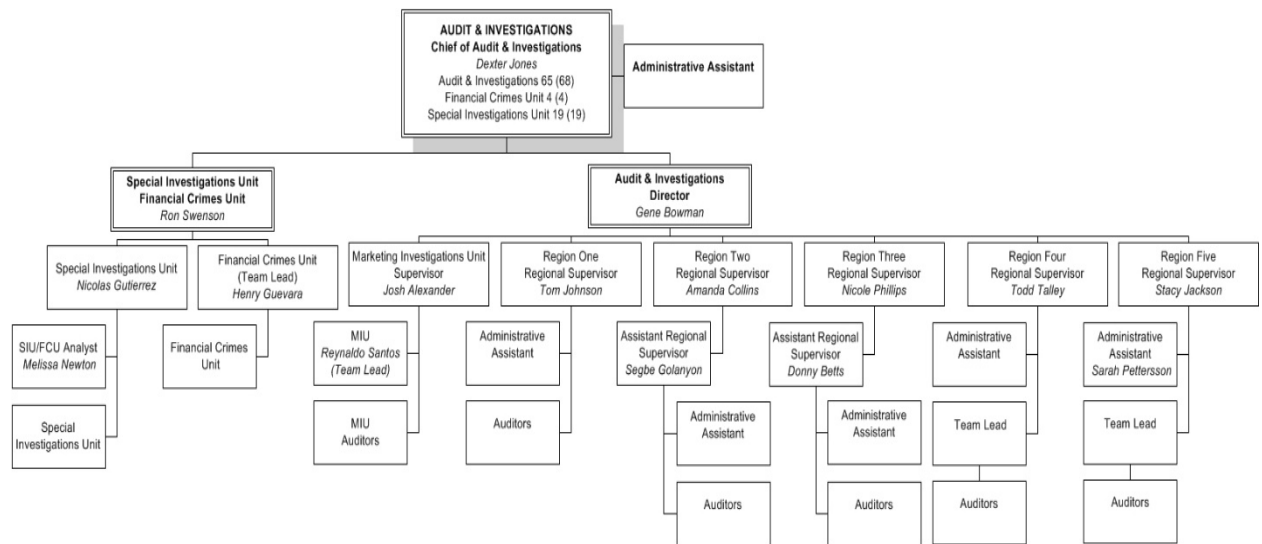 AUDIT & INVESTIGATIONS
Chief of Audit & Investigations
Dexter Jones
Audit & Investigations 65 (68)
Financial Crimes Unit 4 (4)
Special Investigations Unit 19 (19)
Administrative Assistant
Special Investigations Unit
Financial Crimes Unit
Ron Swenson
Audit & Investigations
Director
Gene Bowman
Special Investigations Unit
Nicolas Gutierrez
Financial Crimes Unit
(Team Lead)
Henry Guevara
Marketing Investigations Unit
Supervisor
Josh Alexander
Region One
Regional Supervisor
Tom Johnson
Region Two
Regional Supervisor
Amanda Collins
Region Three
Regional Supervisor
Nicole Phillips
Region Four
Regional Supervisor
Todd Talley
Region Five
Regional Supervisor
Stacy Jackson
SIU/FCU Analyst
Melissa Newton
Financial Crimes
Unit
MIU
Reynaldo Santos
(Team Lead)
Administrative
Assistant
Assistant Regional
Supervisor
Segbe Golanyon
Assistant Regional
Supervisor
Donny Betts
Administrative
Assistant
Administrative
Assistant
Sarah Pettersson
Special
Investigations Unit
MIU
Auditors
Auditors
Administrative
Assistant
Administrative
Assistant
Team Lead
Team Lead
Auditors
Auditors
Auditors
Auditors